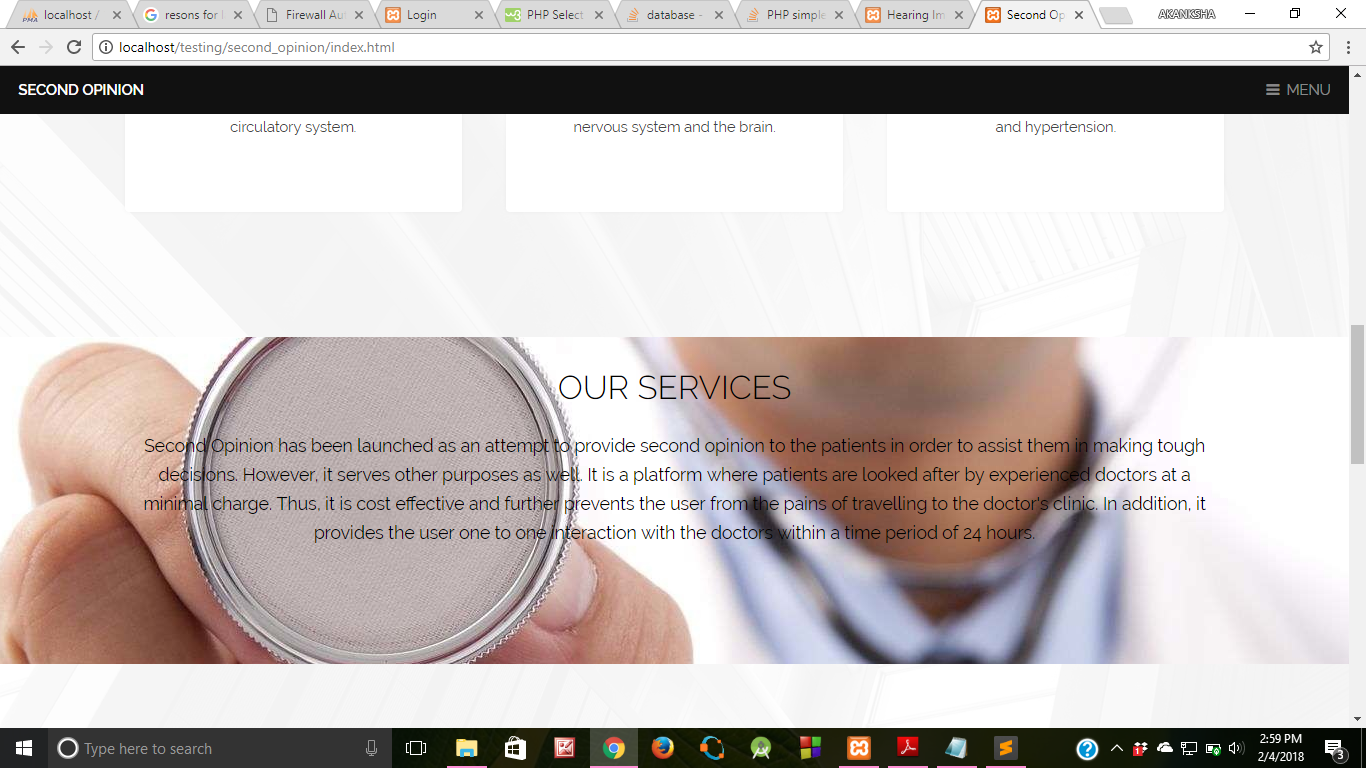 localhost /
resons for
Firewall Au
Login
PHP Select
database -
PHP simple
Hearing Im
Second Op
AKANKSHA
localhost/testing/second_opinion/index.html
SECOND OPINION
MENU
circulatory system.
nervous system and the brain.
and hypertension.
OUR SERVICES
Second Opinion has been launched as an attempt to provide second opinion to the patients in order to assist them in making tough
decisions. However, it serves other purposes as well. It is a platform where patients are looked after by experienced doctors at a
minimal charge. Thus, it is cost effective and further prevents the user from the pains of travelling to the doctor's clinic. In addition, it
provides the user one to one interaction with the doctors within a time period of 24 hours.
Type here to search
2:59 PM
2/4/2018
3